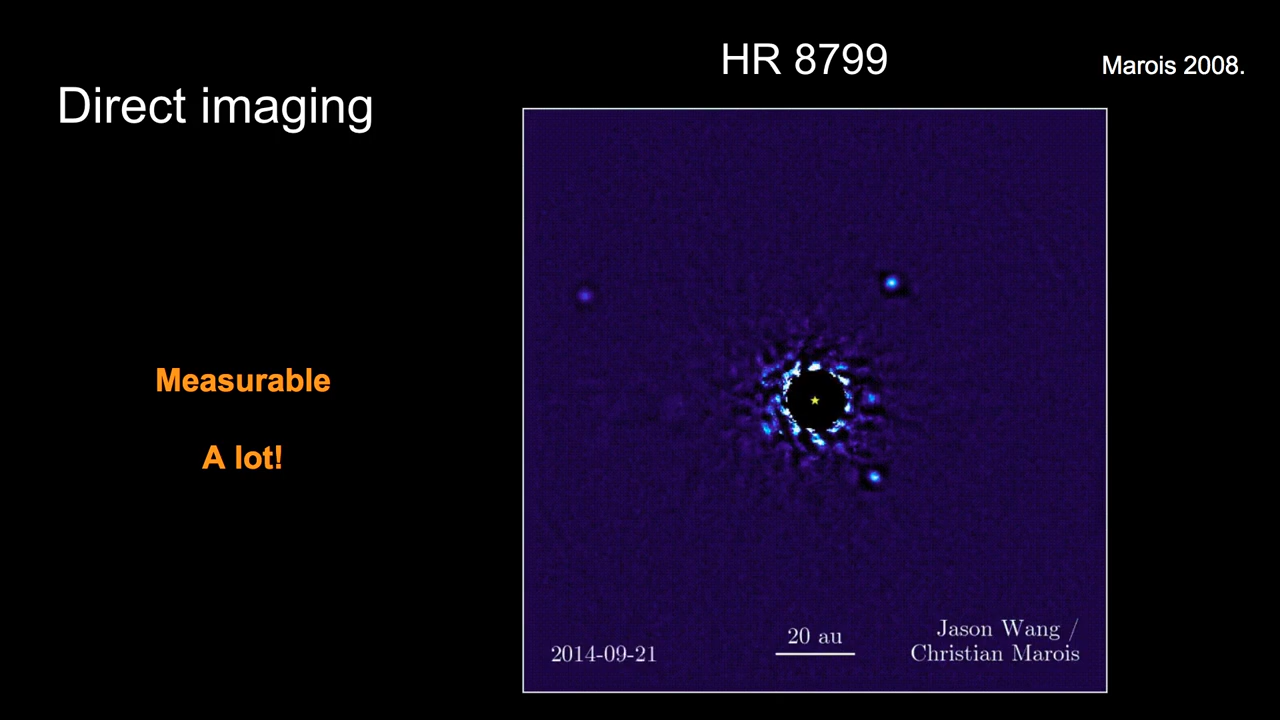 HR 8799
Marois 2008.
Direct imaging
Measurable
A lot!
20 au
Jason Wang /
2014-09-21
Christian Marois